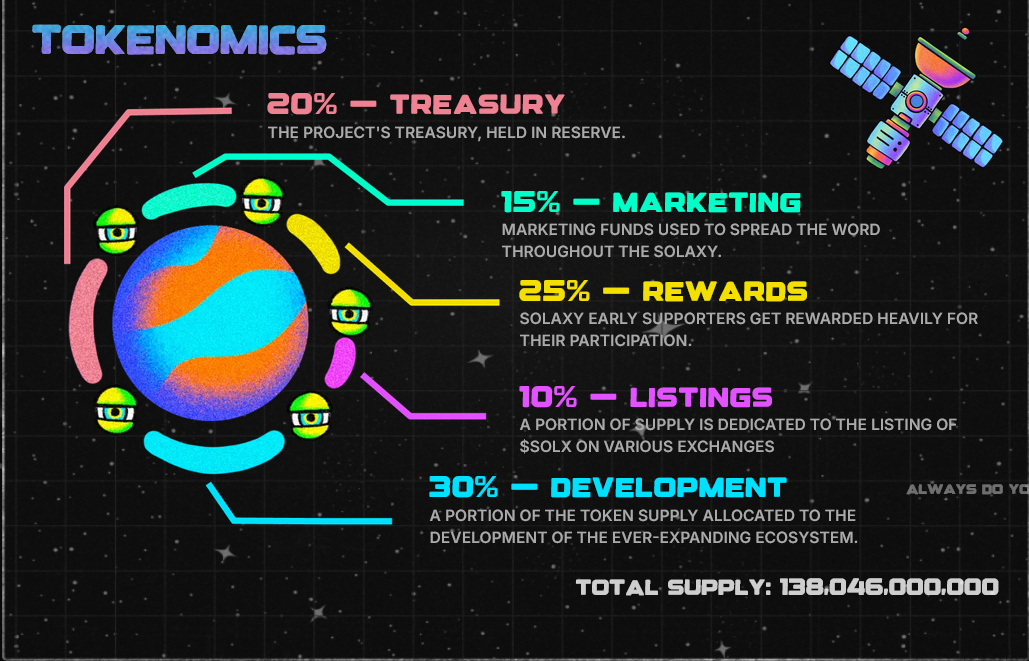 TOKENOMICS
20% — TREASURY
THE PROJECT'S TREASURY, HELD IN RESERVE.
15% — MARKETING
MARKETING FUNDS USED TO SPREAD THE WORD
THROUGHOUT THE SOLAXY.
25% — REWARDS
SOLAXY EARLY SUPPORTERS GET REWARDED HEAVILY FOR
THEIR PARTICIPATION.
10% — LISTINGS
A PORTION OF SUPPLY IS DEDICATED TO THE LISTING OF
$SOLX ON VARIOUS EXCHANGES
30% — DEVELOPMENT
ALWAYS DO
A PORTION OF THE TOKEN SUPPLY ALLOCATED TO THE
DEVELOPMENT OF THE EVER-EXPANDING ECOSYSTEM.
TOTAL SUPPLY: 138,046,000,000